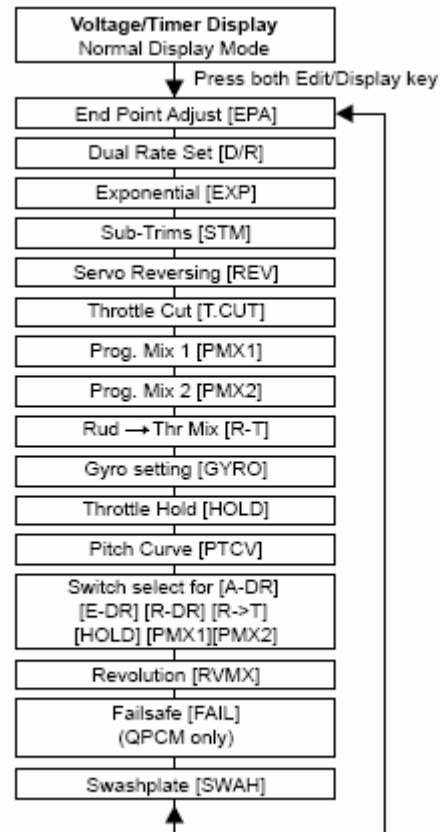 Voltage/Timer Display
Normal Display Mode
Press both Edit/Display key
End Point Adjust [EPA]
Dual Rate Set [D/R]
Exponential [EXP]
Sub-Trims [STM]
Servo Reversing [REV]
Throttle Cut [T.CUT]
Prog. Mix 1 [PMX1]
Prog. Mix 2 [PMX2]
Rud → Thr Mix [R-T]
Gyro setting [GYRO]
Throttle Hold [HOLD]
Pitch Curve [PTCV]
Switch select for [A-DR]
[E-DR] [R-DR] [R->T]
[HOLD] [PMX1][PMX2]
Revolution [RVMX]
Failsafe [FAIL]
(QPCM only)
Swashplate [SWAH]